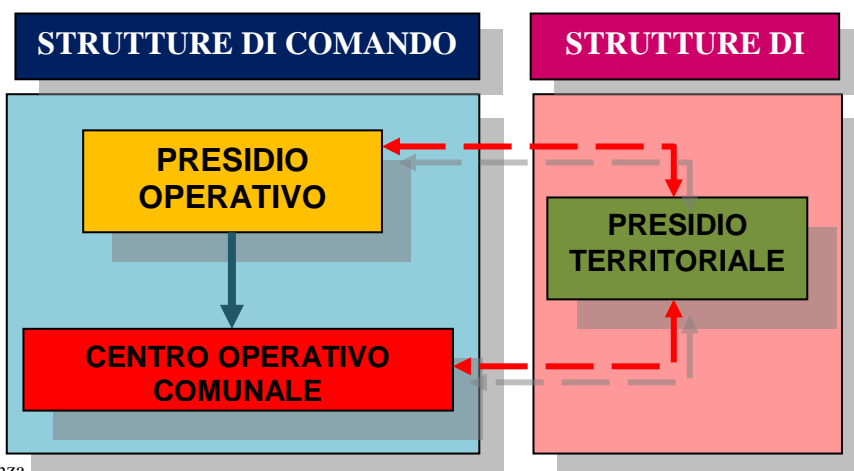 STRUTTURE DI COMANDO
STRUTTURE DI
PRESIDIO
OPERATIVO
PRESIDIO
TERRITORIALE
CENTRO OPERATIVO
COMUNALE